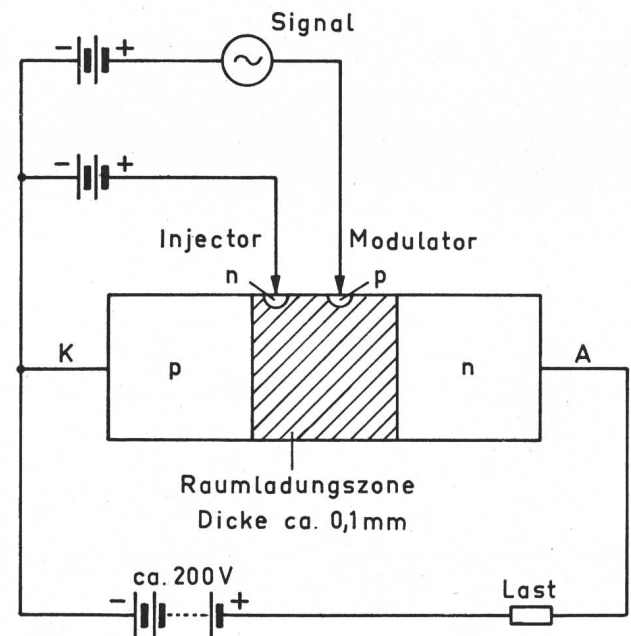 Signal
- +
- +
Injector Modulator
n p
K p n A
Raumladungszone
Dicke ca. 0,1mm
ca. 200V
- +
Last